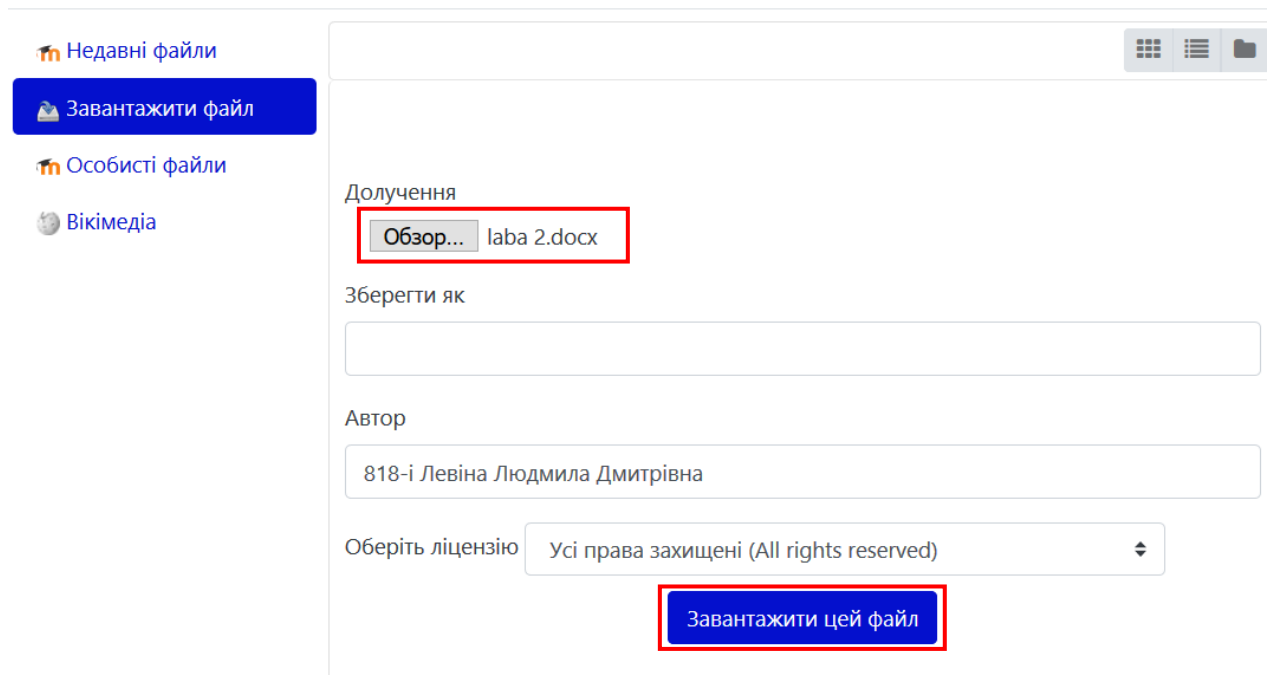 Недавні файли
Завантажити файл
Особисті файли
Вікімедіа
Долучення
Обзор... laba 2.docx
Зберегти як
Автор
818-і Левіна Людмила Дмитрівна
Оберіть ліцензію Усі права захищені (All rights reserved)
Завантажити цей файл